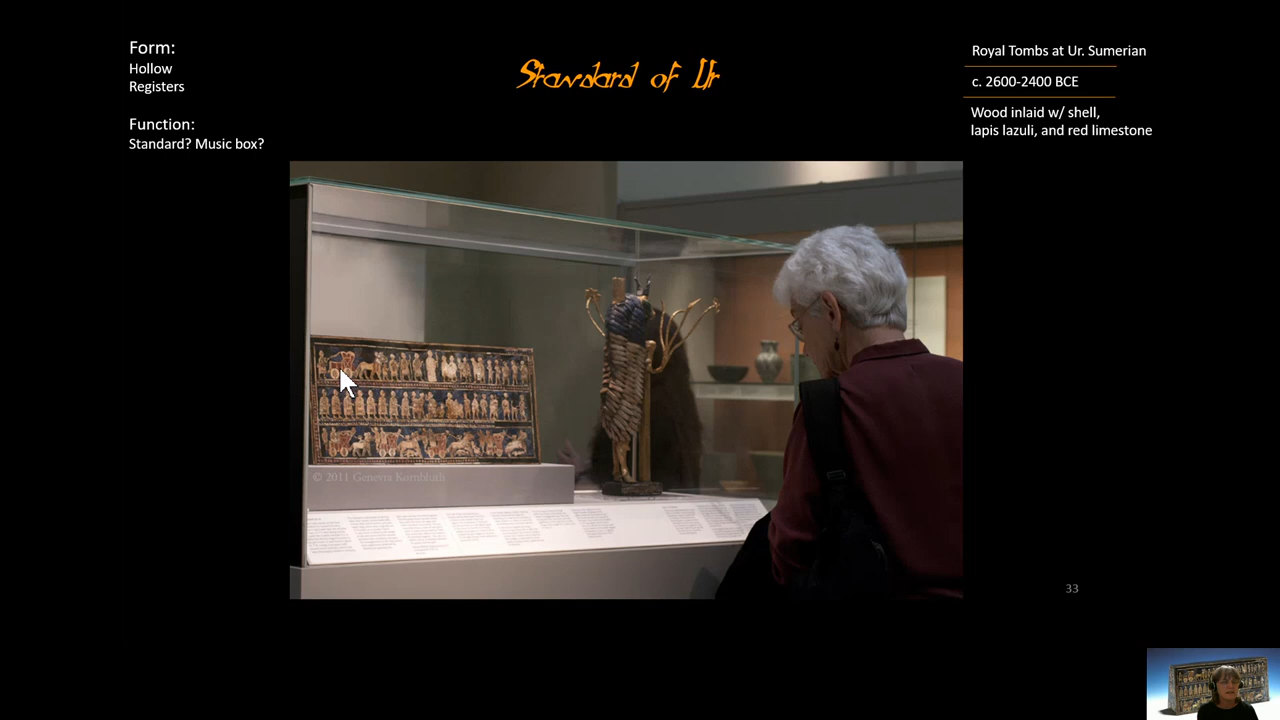 Form:
Hollow
Registers
Function:
Standard? Music box?
Standard of Ur
Royal Tombs at Ur. Sumerian
c. 2600-2400 BCE
Wood inlaid w/ shell,
lapis lazuli, and red limestone
© 2011 Genevra Kornbluth
33